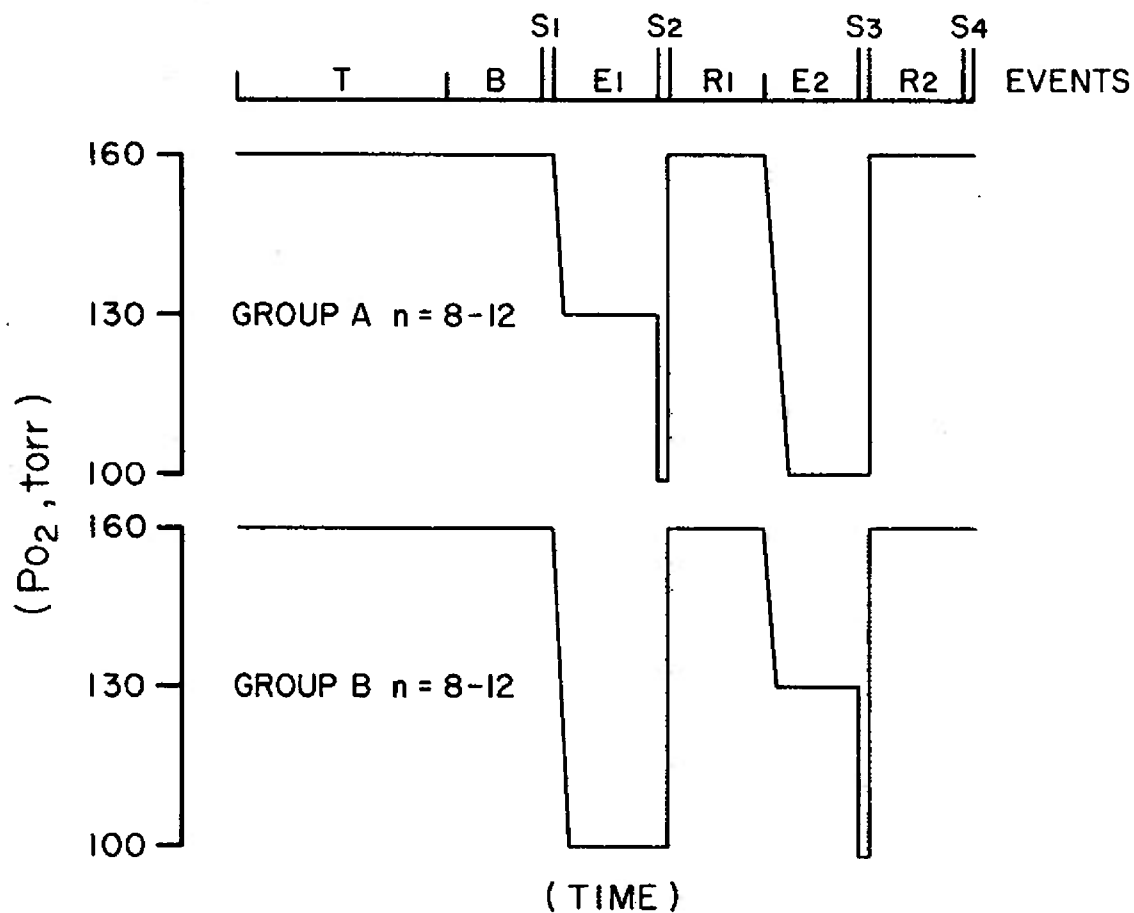 S1 S2 S3 S4
T B E1 R1 E2 R2 EVENTS
160
130
GROUP A n = 8-12
100
160
130
GROUP B n = 8-12
100
(PO2, torr)
(TIME)